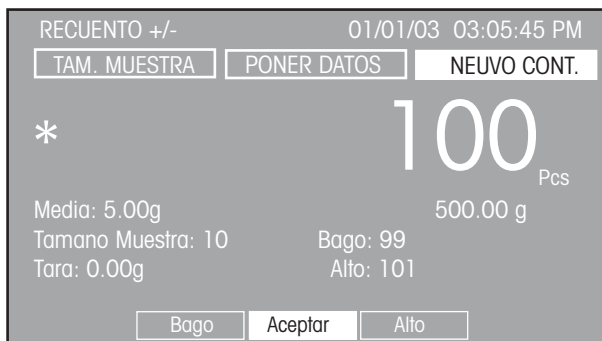 RECUENTO +/- 01/01/03 03:05:45 PM
TAM. MUESTRA PONER DATOS NEUVO CONT.
* 100 Pcs
Media: 5.00g 500.00 g
Tamano Muestra: 10 Bago: 99
Tara: 0.00g Alto: 101
Bago Aceptar Alto